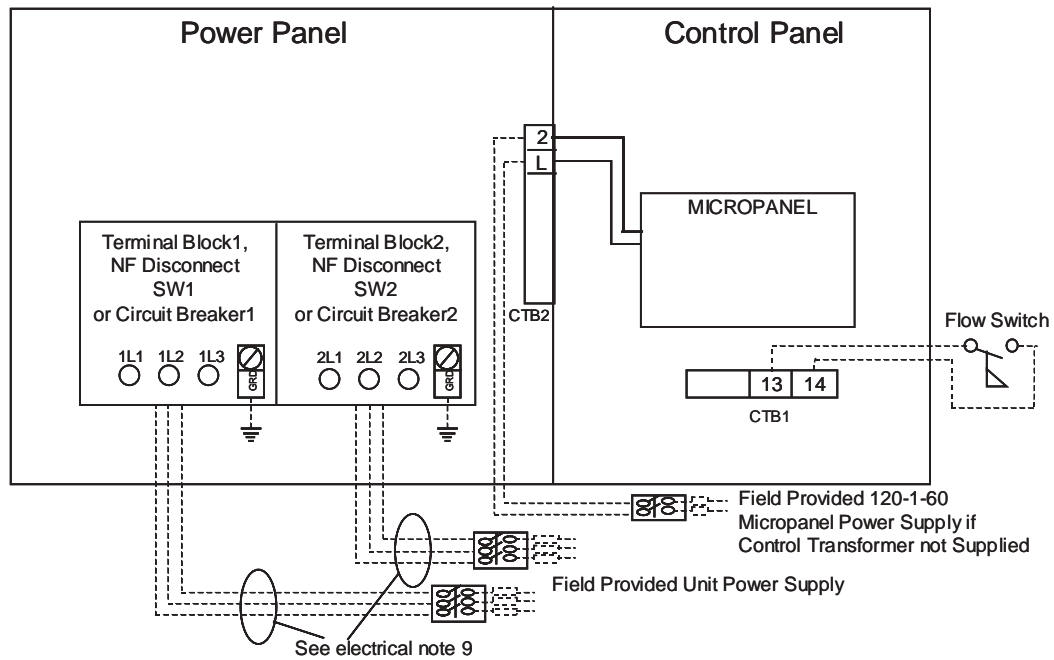 Power Panel
Control Panel
2
L
MICROPANEL
Terminal Block1,
NF Disconnect
SW1
or Circuit Breaker1
Terminal Block2,
NF Disconnect
SW2
or Circuit Breaker2
CTB2
Flow Switch
1L1
1L2
1L3
GRD
2L1
2L2
2L3
GRD
13
14
CTB1
Field Provided 120-1-60
Micropanel Power Supply if
Control Transformer not Supplied
Field Provided Unit Power Supply
See electrical note 9